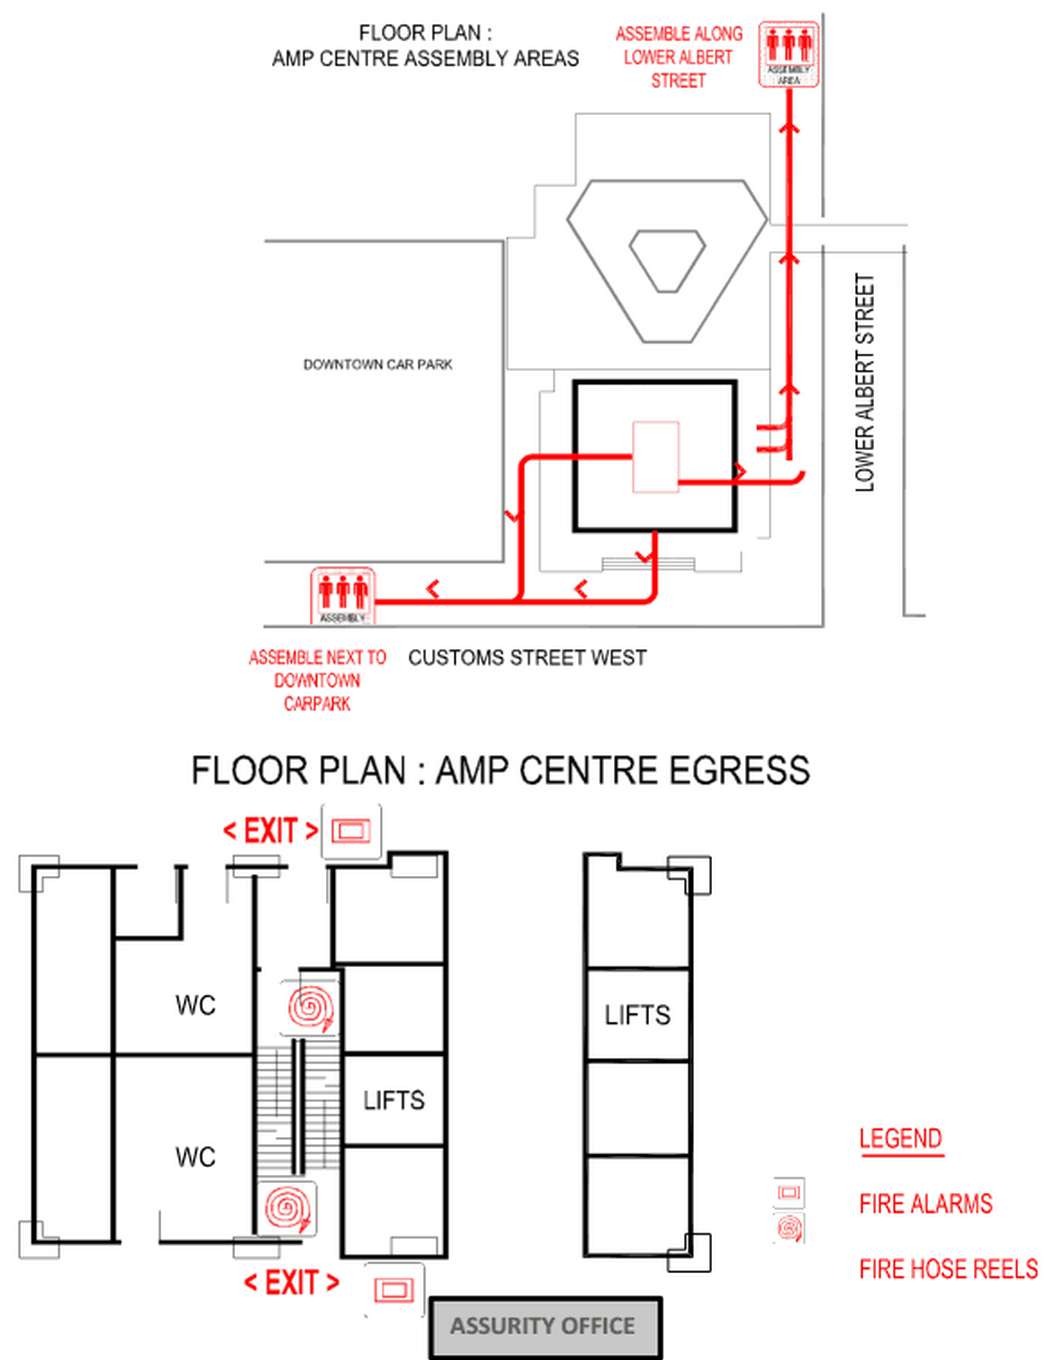 FLOOR PLAN :
AMP CENTRE ASSEMBLY AREAS
ASSEMBLE ALONG
LOWER ALBERT
STREET
ASSEMBLY
AREA
DOWNTOWN CAR PARK
LOWER ALBERT STREET
ASSEMBLY
ASSEMBLE NEXT TO
DOWNTOWN
CARPARK
CUSTOMS STREET WEST
FLOOR PLAN : AMP CENTRE EGRESS
< EXIT >
WC
LIFTS
LIFTS
WC
< EXIT >
ASSURITY OFFICE
LEGEND
FIRE ALARMS
FIRE HOSE REELS